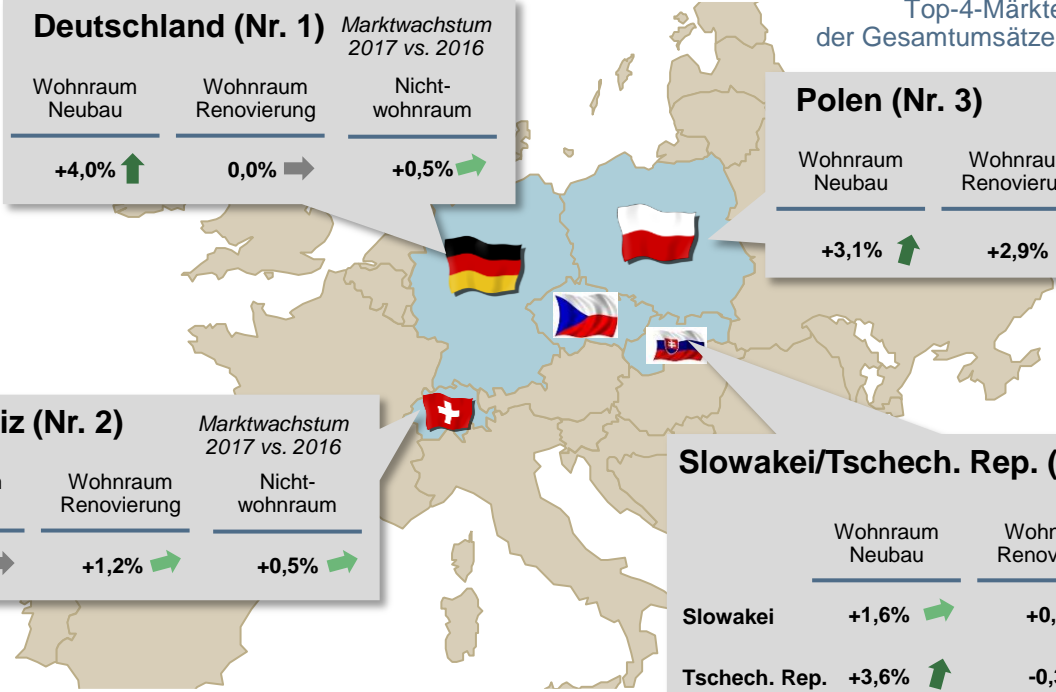 Top-4-Märkte
der Gesamtumsätze
Deutschland (Nr. 1)
Marktwachstum
2017 vs. 2016
Wohnraum
Neubau
Wohnraum
Renovierung
Nicht-
wohnraum
+4,0%
0,0%
+0,5%
Polen (Nr. 3)
Wohnraum
Neubau
+3,1%
+2,9%
(Nr. 2)
Marktwachstum
2017 vs. 2016
Wohnraum
Renovierung
Nicht-
wohnraum
+1,2%
+0,5%
Slowakei/Tschech. Rep. (
Wohnraum
Neubau
Slowakei
+1,6%
Tschech. Rep.
+3,6%